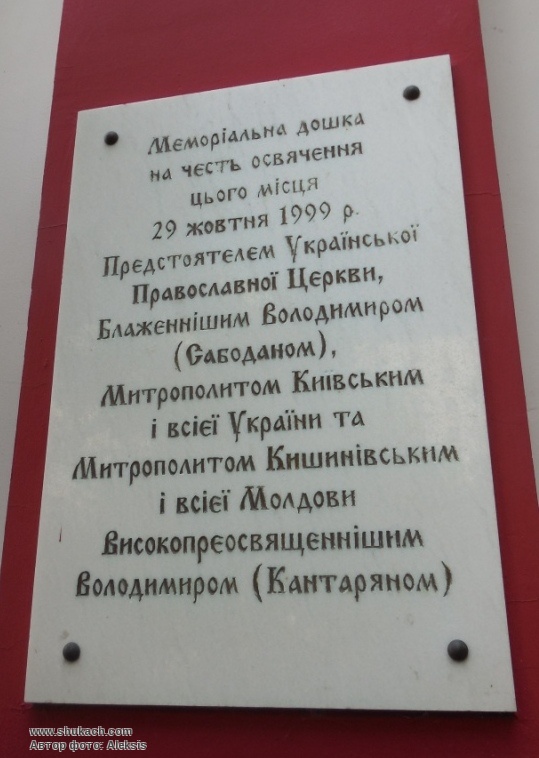 Меморіальна дошка
на честь освячення
цього місця
29 жовтня 1999 р.
Предстоятелем Української
Православної Церкви,
Блаженнішим Володимиром
(Сабоданом),
Митрополитом Київським
і всієї України та
Митрополитом Кишинівським
і всієї Молдови
Високопреосвященнішим
Володимиром (Кантаряном)
www.shukach.com
Автор фото: Aleksis